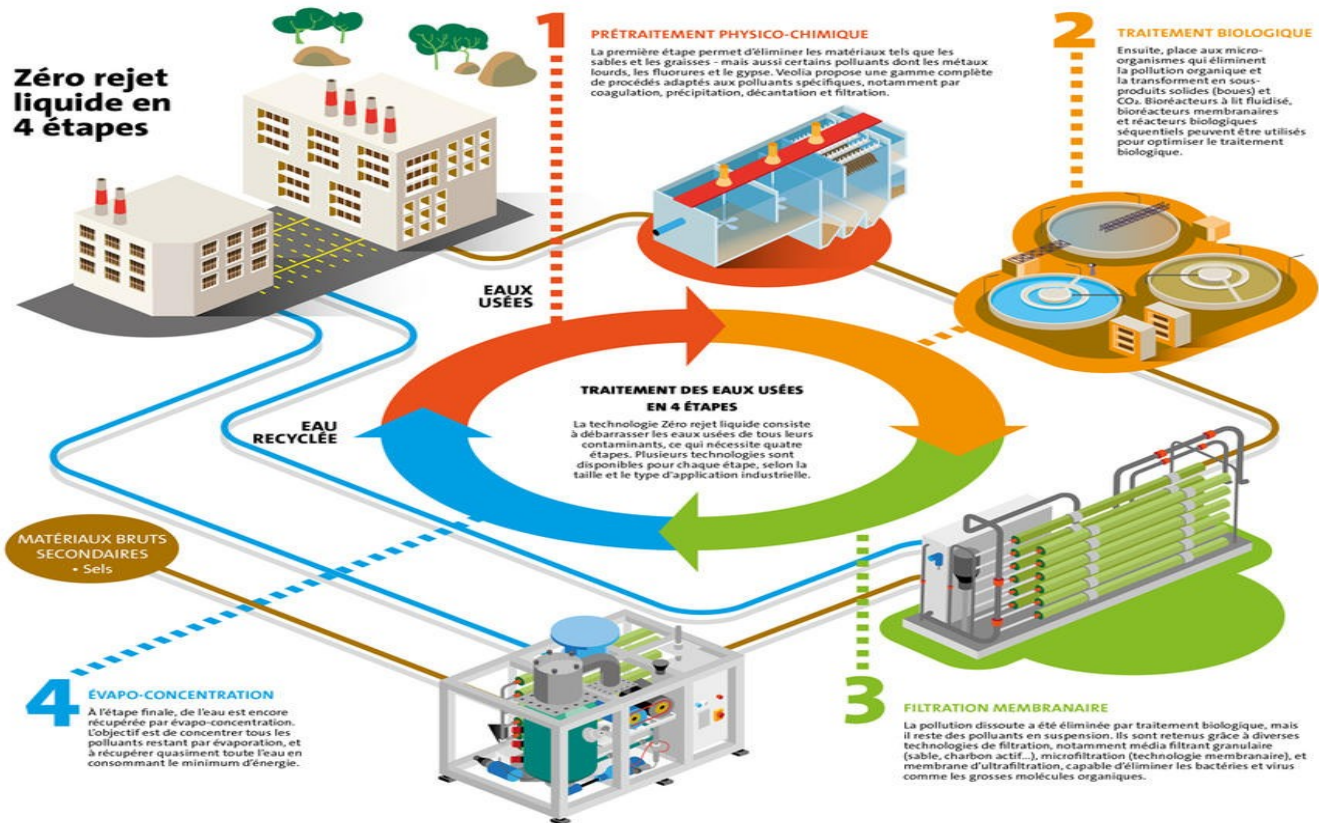 Zéro rejet
liquide en
4 étapes
1
PRÉTRAITEMENT PHYSICO-CHIMIQUE
La première étape permet d'éliminer les matériaux tels que les
sables et les graisses - mais aussi certains polluants dont les métaux
lourds, les fluorures et le gypse. Veolia propose une gamme complète
de procédés adaptés aux polluants spécifiques, notamment par
coagulation, précipitation, décantation et filtration.
2
TRAITEMENT BIOLOGIQUE
Ensuite, place aux micro-
organismes qui éliminent
la pollution organique et
la transforment en sous-
produits solides (boues) et
CO₂. Bioréacteurs à lit fluidisé,
bioréacteurs membranaires
et réacteurs biologiques
séquentiels peuvent être utilisés
pour optimiser le traitement
biologique.
EAUX
USÉES
TRAITEMENT DES EAUX USÉES
EN 4 ÉTAPES
La technologie Zéro rejet liquide consiste
à débarrasser les eaux usées de tous leurs
contaminants, ce qui nécessite quatre
étapes. Plusieurs technologies sont
disponibles pour chaque étape, selon la
taille et le type d'application industrielle.
EAU
RECYCLÉE
MATÉRIAUX BRUTS
SECONDAIRES
• Sels
4
ÉVAPO-CONCENTRATION
À l'étape finale, de l'eau est encore
récupérée par évapo-concentration.
L'objectif est de concentrer tous les
polluants restant par évaporation, et
à récupérer quasiment toute l'eau en
consommant le minimum d'énergie.
3
FILTRATION MEMBRANAIRE
La pollution dissoute a été éliminée par traitement biologique, mais
il reste des polluants en suspension. Ils sont retenus grâce à diverses
technologies de filtration, notamment média filtrant granulaire
(sable, charbon actif...), microfiltration (technologie membranaire), et
membrane d'ultrafiltration, capable d'éliminer les bactéries et virus
comme les grosses molécules organiques.